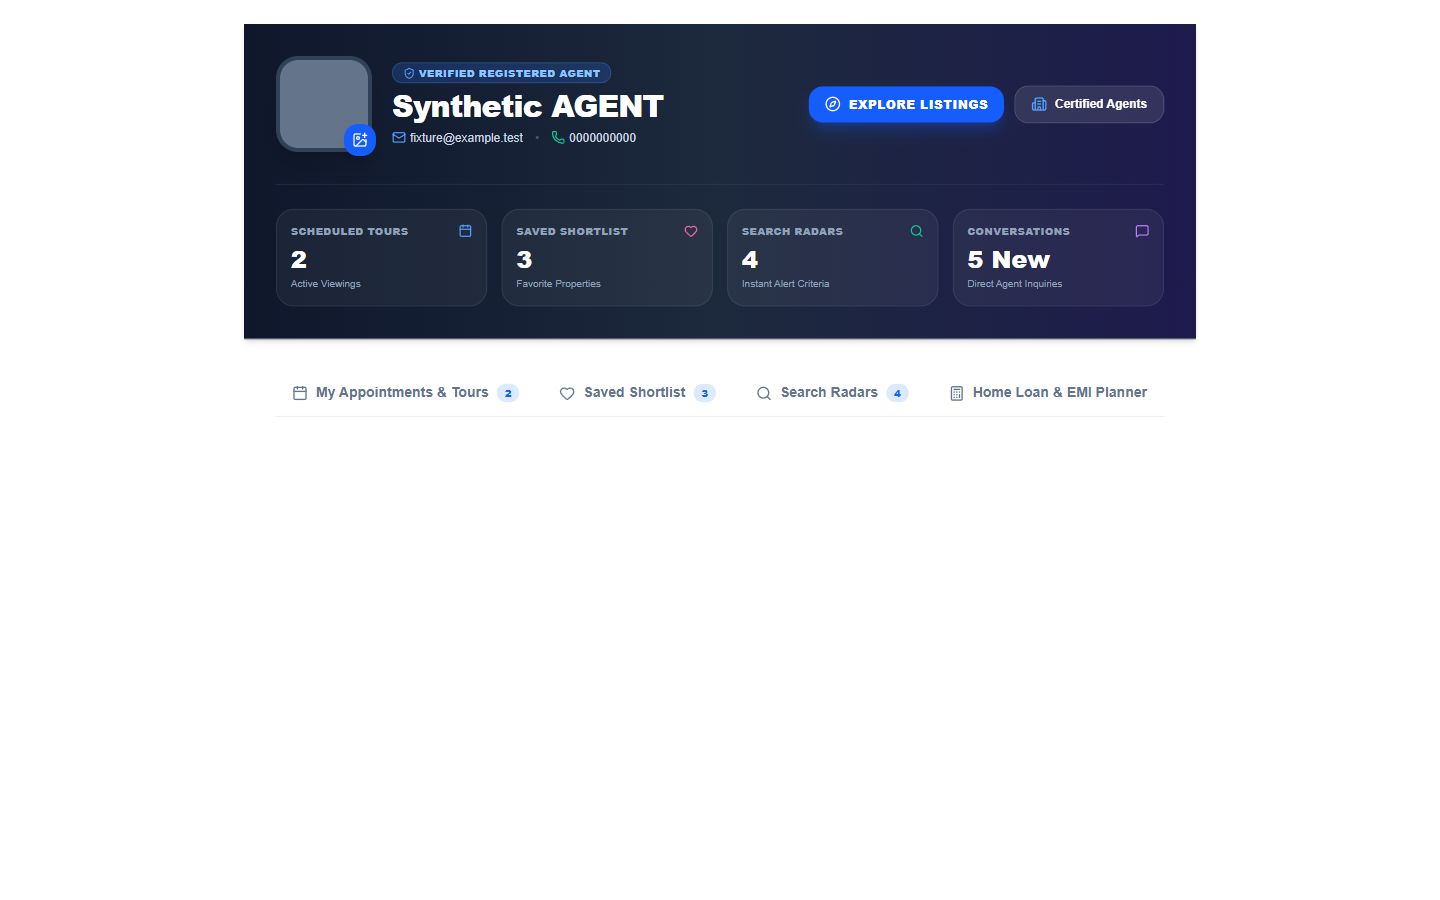 VERIFIED REGISTERED AGENT
Synthetic AGENT
fixture@example.test • 0000000000
EXPLORE LISTINGS
Certified Agents
SCHEDULED TOURS
2
Active Viewings
SAVED SHORTLIST
3
Favorite Properties
SEARCH RADARS
4
Instant Alert Criteria
CONVERSATIONS
5 New
Direct Agent Inquiries
My Appointments & Tours 2
Saved Shortlist 3
Search Radars 4
Home Loan & EMI Planner